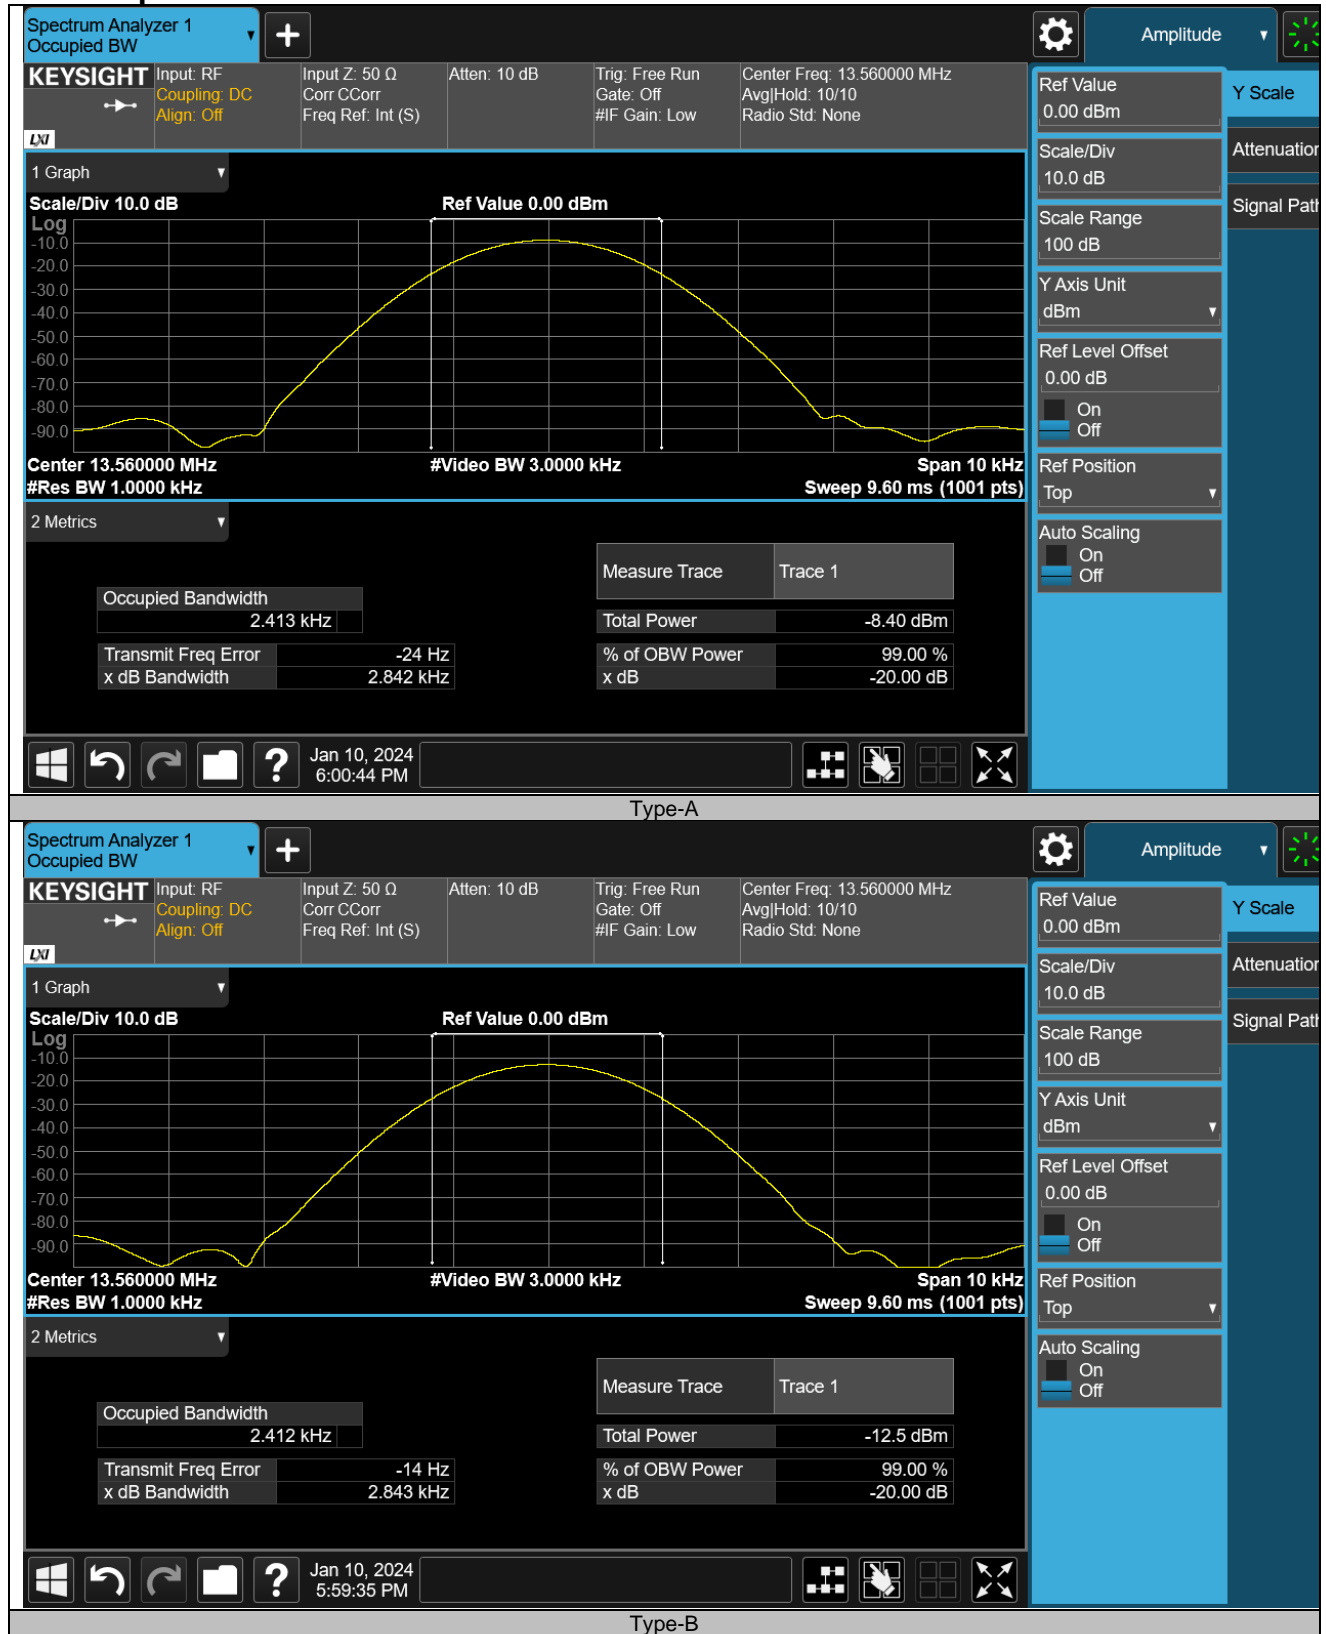 Spectrum Analyzer 1
Occupied BW
Amplitude
KEYSIGHT
LXI
Input: RF
Coupling: DC
Align: Off
Input Z: 50 Ω
Corr CCorr
Freq Ref: Int (S)
Atten: 10 dB
Trig: Free Run
Gate: Off
#IF Gain: Low
Center Freq: 13.560000 MHz
Avg|Hold: 10/10
Radio Std: None
1 Graph
Scale/Div 10.0 dB
Ref Value 0.00 dBm
Log
-10.0
-20.0
-30.0
-40.0
-50.0
-60.0
-70.0
-80.0
-90.0
Center 13.560000 MHz
#Video BW 3.0000 kHz
Span 10 kHz
#Res BW 1.0000 kHz
Sweep 9.60 ms (1001 pts)
2 Metrics
Measure Trace Trace 1
Occupied Bandwidth
2.413 kHz
Total Power -8.40 dBm
Transmit Freq Error -24 Hz
% of OBW Power 99.00 %
x dB Bandwidth 2.842 kHz
x dB -20.00 dB
Jan 10, 2024
6:00:44 PM
Ref Value
0.00 dBm
Scale/Div
10.0 dB
Scale Range
100 dB
Y Axis Unit
dBm
Ref Level Offset
0.00 dB
On
Off
Ref Position
Top
Auto Scaling
On
Off
Y Scale
Attenuation
Signal Path
Type-A
Spectrum Analyzer 1
Occupied BW
Amplitude
KEYSIGHT
LXI
Input: RF
Coupling: DC
Align: Off
Input Z: 50 Ω
Corr CCorr
Freq Ref: Int (S)
Atten: 10 dB
Trig: Free Run
Gate: Off
#IF Gain: Low
Center Freq: 13.560000 MHz
Avg|Hold: 10/10
Radio Std: None
1 Graph
Scale/Div 10.0 dB
Ref Value 0.00 dBm
Log
-10.0
-20.0
-30.0
-40.0
-50.0
-60.0
-70.0
-80.0
-90.0
Center 13.560000 MHz
#Video BW 3.0000 kHz
Span 10 kHz
#Res BW 1.0000 kHz
Sweep 9.60 ms (1001 pts)
2 Metrics
Measure Trace Trace 1
Occupied Bandwidth
2.412 kHz
Total Power -12.5 dBm
Transmit Freq Error -14 Hz
% of OBW Power 99.00 %
x dB Bandwidth 2.843 kHz
x dB -20.00 dB
Jan 10, 2024
5:59:35 PM
Ref Value
0.00 dBm
Scale/Div
10.0 dB
Scale Range
100 dB
Y Axis Unit
dBm
Ref Level Offset
0.00 dB
On
Off
Ref Position
Top
Auto Scaling
On
Off
Y Scale
Attenuation
Signal Path
Type-B